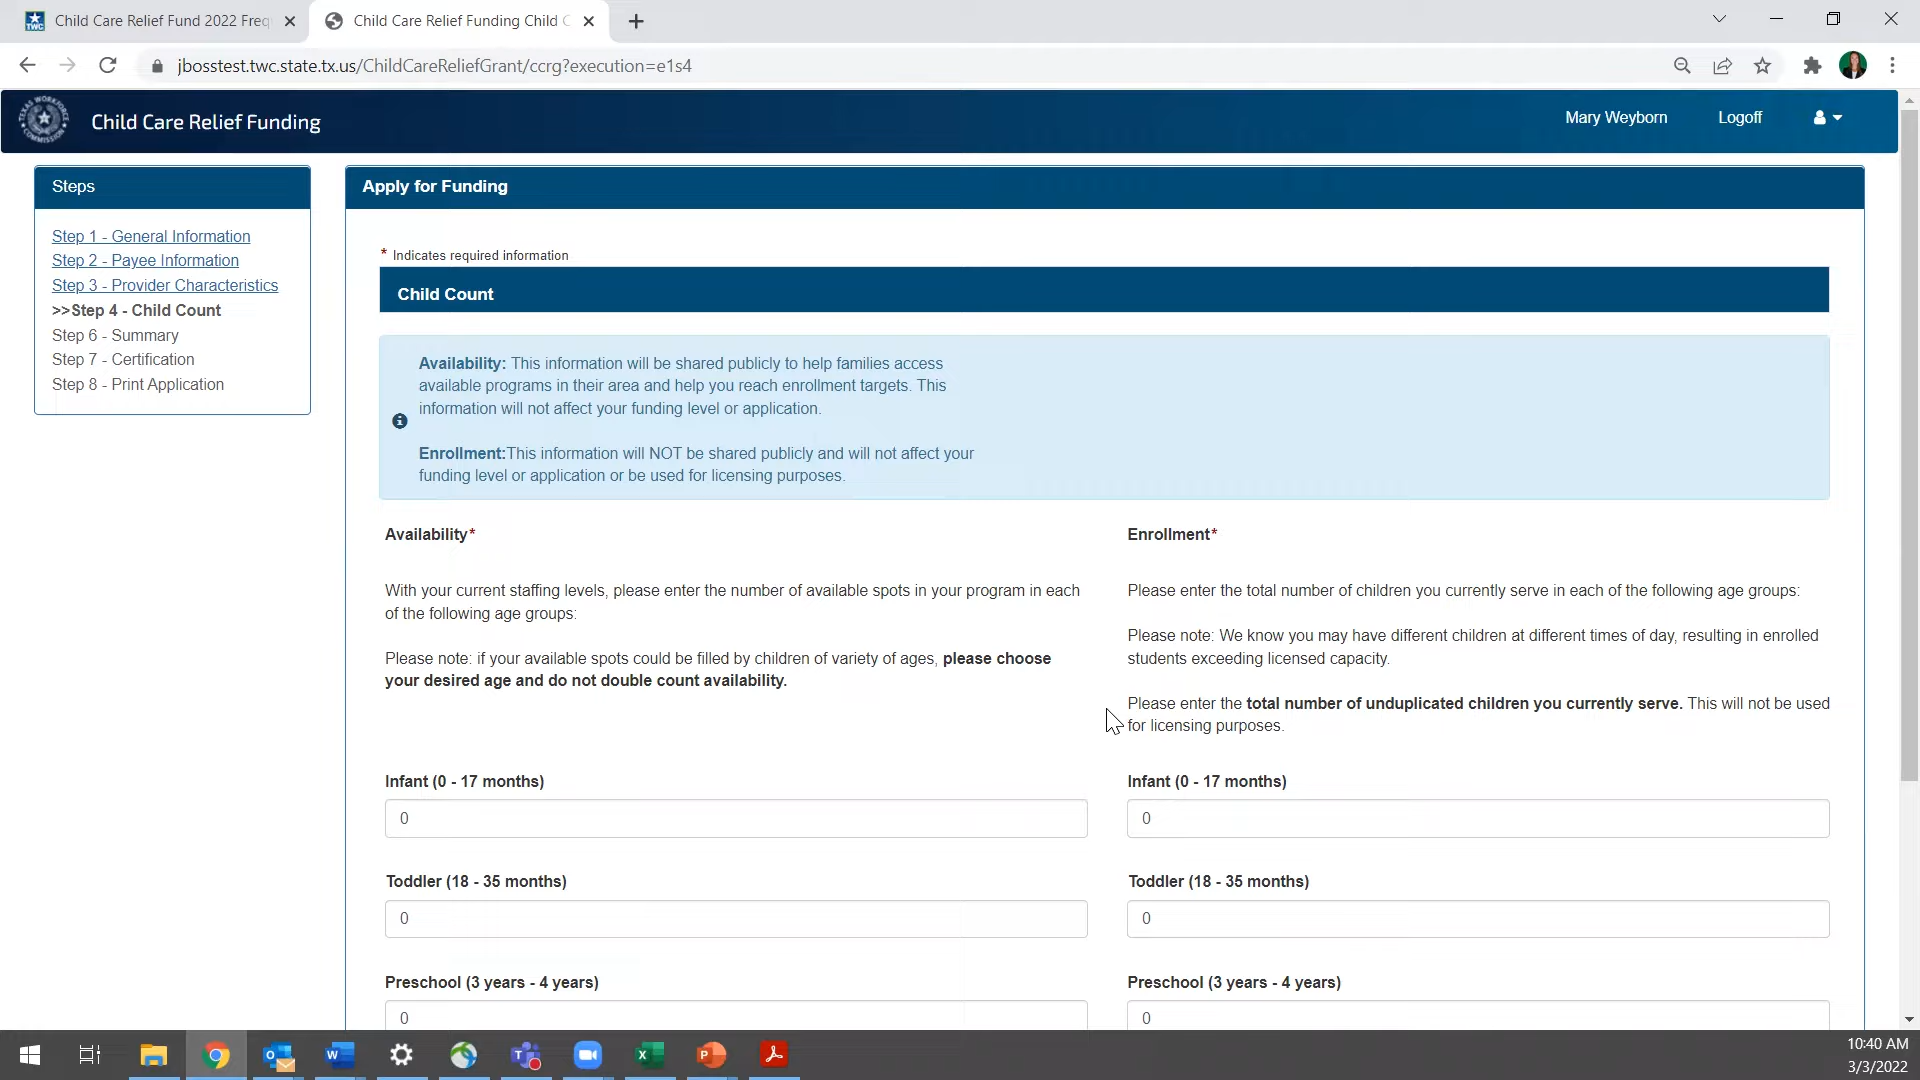 Child Care Relief Fund 2022 Freq
Child Care Relief Funding Child C
jbosstest.twc.state.tx.us/ChildCareReliefGrant/ccrg?execution=e1s4
Child Care Relief Funding
Mary Weyborn
Logoff
Steps
Step 1 - General Information
Step 2 - Payee Information
Step 3 - Provider Characteristics
>>Step 4 - Child Count
Step 6 - Summary
Step 7 - Certification
Step 8 - Print Application
Apply for Funding
* Indicates required information
Child Count
Availability: This information will be shared publicly to help families access
available programs in their area and help you reach enrollment targets. This
information will not affect your funding level or application.
Enrollment:This information will NOT be shared publicly and will not affect your
funding level or application or be used for licensing purposes.
Availability*
With your current staffing levels, please enter the number of available spots in your program in each
of the following age groups:
Please note: if your available spots could be filled by children of variety of ages, please choose
your desired age and do not double count availability.
Infant (0 - 17 months)
0
Toddler (18 - 35 months)
0
Preschool (3 years - 4 years)
0
Enrollment*
Please enter the total number of children you currently serve in each of the following age groups:
Please note: We know you may have different children at different times of day, resulting in enrolled
students exceeding licensed capacity.
Please enter the total number of unduplicated children you currently serve. This will not be used
for licensing purposes.
Infant (0 - 17 months)
0
Toddler (18 - 35 months)
0
Preschool (3 years - 4 years)
0
10:40 AM
3/3/2022